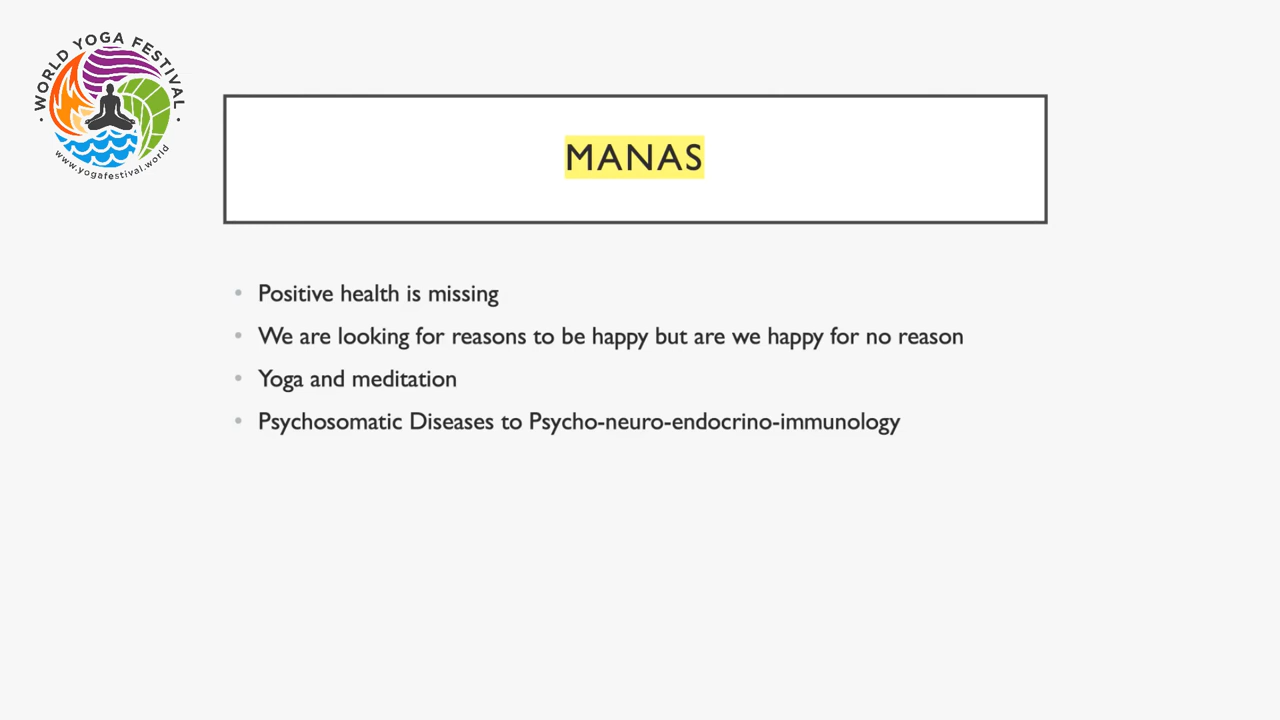 WORLD YOGA FESTIVAL
www.yogafestival.world
MANAS
• Positive health is missing
• We are looking for reasons to be happy but are we happy for no reason
• Yoga and meditation
• Psychosomatic Diseases to Psycho-neuro-endocrino-immunology